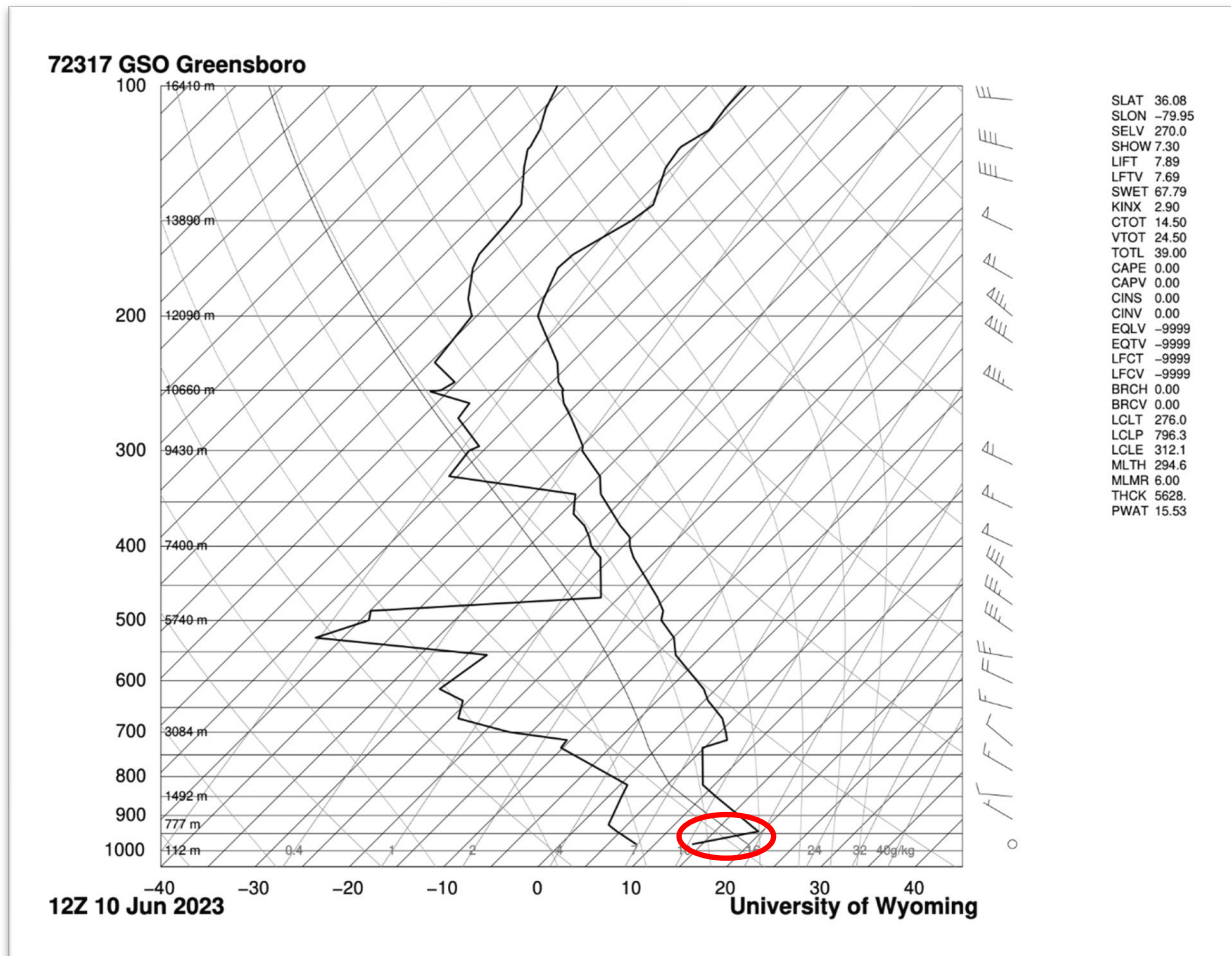 72317 GSO Greensboro
100
16410 m
13890 m
200
12090 m
10660 m
300
9430 m
400
7400 m
500
5740 m
600
700
3084 m
800
1492 m
900
777 m
1000
112 m
0.4 1 2 4 7 10 16 24 32 40g/kg
−40 −30 −20 −10 0 10 20 30 40
12Z 10 Jun 2023
University of Wyoming
SLAT 36.08
SLON −79.95
SELV 270.0
SHOW 7.30
LIFT 7.89
LFTV 7.69
SWET 67.79
KINX 2.90
CTOT 14.50
VTOT 24.50
TOTL 39.00
CAPE 0.00
CAPV 0.00
CINS 0.00
CINV 0.00
EQLV −9999
EQTV −9999
LFCT −9999
LFCV −9999
BRCH 0.00
BRCV 0.00
LCLT 276.0
LCLP 796.3
LCLE 312.1
MLTH 294.6
MLMR 6.00
THCK 5628.
PWAT 15.53